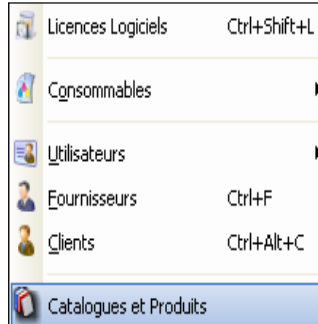 Licences Logiciels Ctrl+Shift+L
Consommables
Utilisateurs
Fournisseurs Ctrl+F
Clients Ctrl+Alt+C
Catalogues et Produits